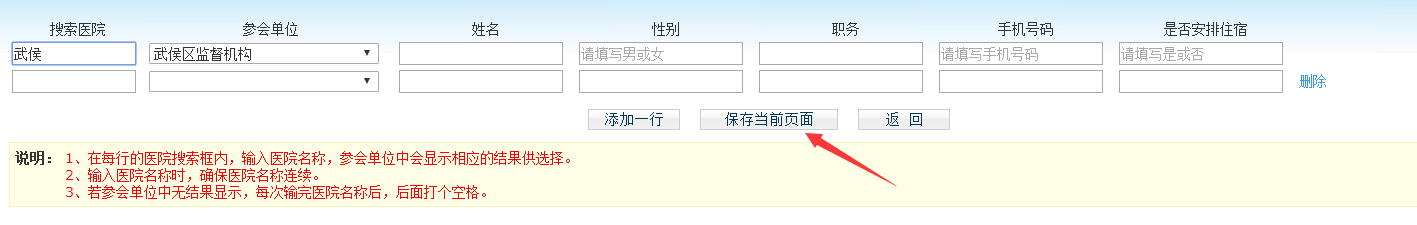 搜索医院 参会单位 姓名 性别 职务 手机号码 是否安排住宿
武侯 武侯区监督机构 请填写男或女 请填写手机号码 请填写是或否
删除
添加一行 保存当前页面 返 回
说明： 1、在每行的医院搜索框内，输入医院名称，参会单位中会显示相应的结果供选择。
2、输入医院名称时，确保医院名称连续。
3、若参会单位中无结果显示，每次输完医院名称后，后面打个空格。